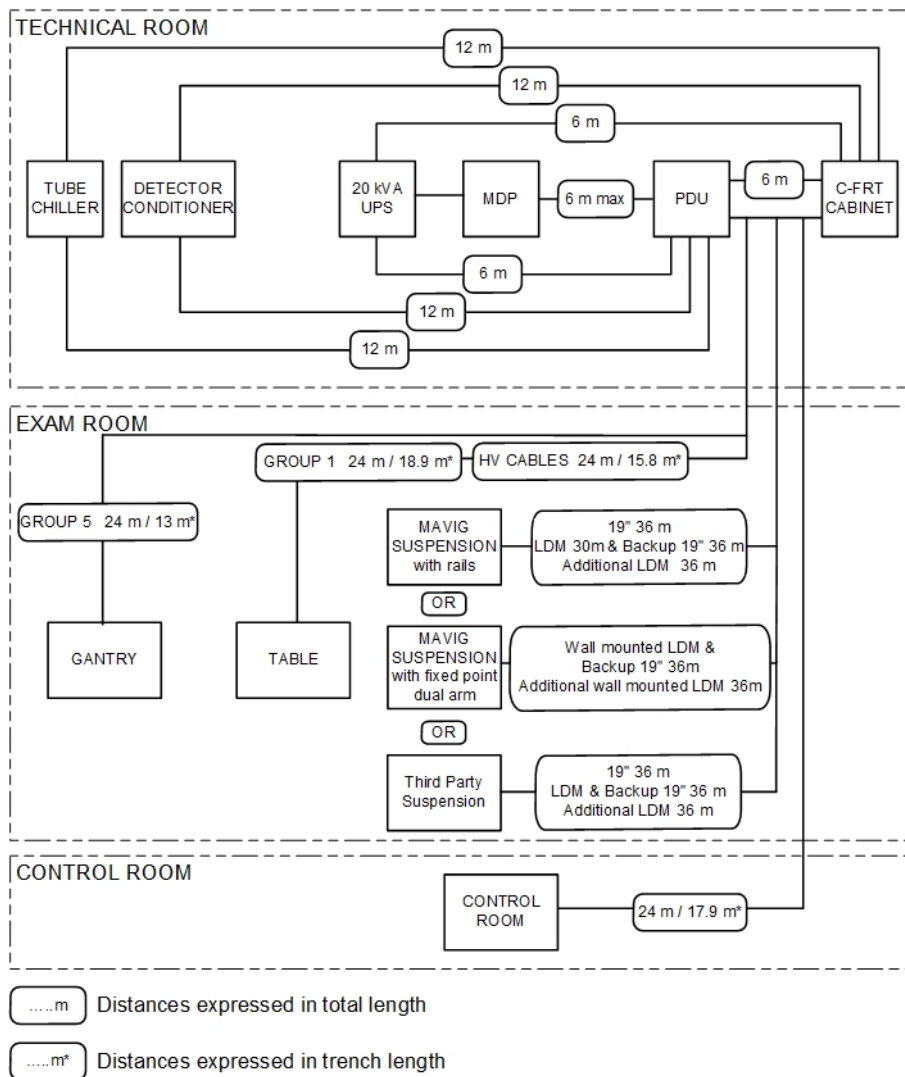 TECHNICAL ROOM
12 m
12 m
6 m
TUBE
CHILLER
DETECTOR
CONDITIONER
20 kVA
UPS
MDP
6 m max
PDU
6 m
C-FRT
CABINET
6 m
12 m
12 m
EXAM ROOM
GROUP 1 24 m / 18.9 m*
HV CABLES 24 m / 15.8 m*
GROUP 5 24 m / 13 m*
MAVIG
SUSPENSION
with rails
19" 36 m
LDM 30m & Backup 19" 36 m
Additional LDM 36 m
OR
GANTRY
TABLE
MAVIG
SUSPENSION
with fixed point
dual arm
Wall mounted LDM &
Backup 19" 36m
Additional wall mounted LDM 36m
OR
Third Party
Suspension
19" 36 m
LDM & Backup 19" 36 m
Additional LDM 36 m
CONTROL ROOM
CONTROL
ROOM
24 m / 17.9 m*
.....m Distances expressed in total length
.....m* Distances expressed in trench length